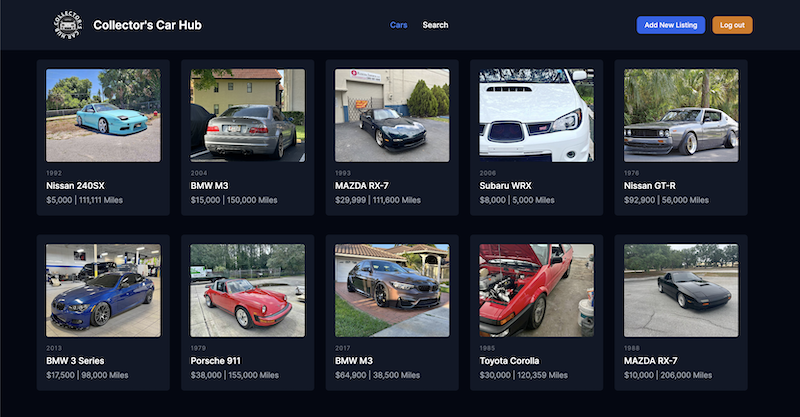 COLLECTOR'S CAR HUB
Collector's Car Hub
Cars
Search
Add New Listing
Log out
1992
Nissan 240SX
$5,000 | 111,111 Miles
2004
BMW M3
$15,000 | 150,000 Miles
1993
MAZDA RX-7
$29,999 | 111,600 Miles
2006
Subaru WRX
$8,000 | 5,000 Miles
1976
Nissan GT-R
$92,900 | 56,000 Miles
2013
BMW 3 Series
$17,500 | 98,000 Miles
1979
Porsche 911
$38,000 | 155,000 Miles
2017
BMW M3
$64,900 | 38,500 Miles
1985
Toyota Corolla
$30,000 | 120,359 Miles
1988
MAZDA RX-7
$10,000 | 206,000 Miles